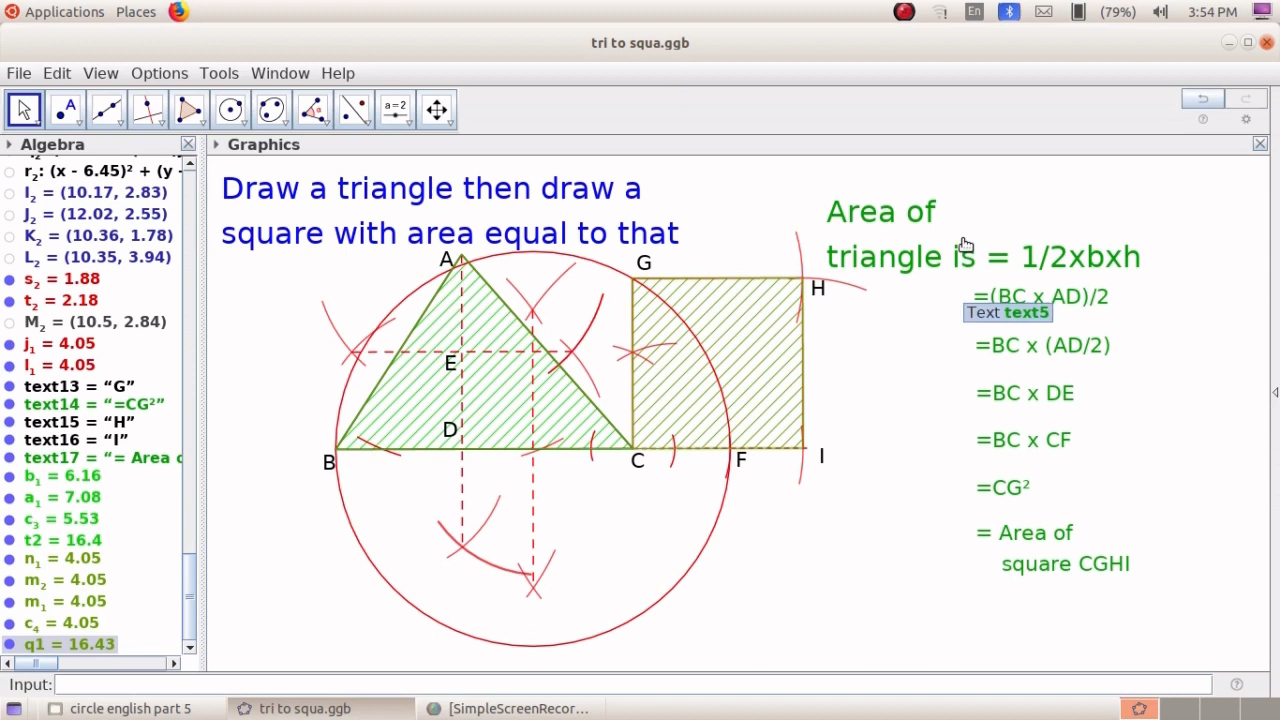 Applications Places
En
(79%)
3:54 PM
tri to squa.ggb
File Edit View Options Tools Window Help
A
a=2
Algebra
Graphics
r₂: (x - 6.45)² + (y -
I₂ = (10.17, 2.83)
J₂ = (12.02, 2.55)
K₂ = (10.36, 1.78)
L₂ = (10.35, 3.94)
s₂ = 1.88
t₂ = 2.18
M₂ = (10.5, 2.84)
j₁ = 4.05
l₁ = 4.05
text13 = “G”
text14 = “=CG²”
text15 = “H”
text16 = “I”
text17 = “= Area o
b₁ = 6.16
a₁ = 7.08
c₃ = 5.53
t2 = 16.4
n₁ = 4.05
m₂ = 4.05
m₁ = 4.05
c₄ = 4.05
q1 = 16.43
Draw a triangle then draw a
square with area equal to that
A
G
H
E
D
B
C
F
I
Area of
triangle is = 1/2xbxh
=(BC x AD)/2
Text text5
=BC x (AD/2)
=BC x DE
=BC x CF
=CG²
= Area of
square CGHI
Input:
circle english part 5
tri to squa.ggb
[SimpleScreenRecor...